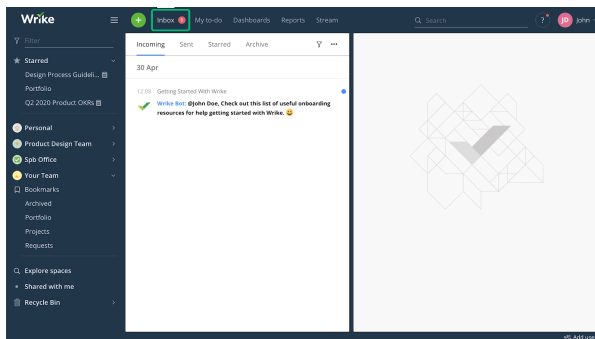 Wrike
Inbox
My to-do
Dashboards
Reports
Stream
Search
?
JD
John
Filter
Starred
Design Process Guideli...
Portfolio
Q2 2020 Product OKRs
Personal
Product Design Team
Spb Office
Your Team
Bookmarks
Archived
Portfolio
Projects
Requests
Explore spaces
Shared with me
Recycle Bin
Incoming
Sent
Starred
Archive
30 Apr
12:08 Getting Started With Wrike
Wrike Bot: @John Doe, Check out this list of useful onboarding
resources for help getting started with Wrike. 😃
Add use